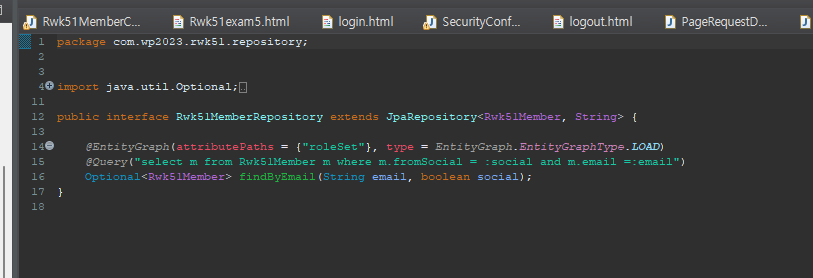 Rwk51MemberC... Rwk51exam5.html login.html SecurityConf... logout.html PageRequestD...
1 package com.wp2023.rwk51.repository;
2
3
4 import java.util.Optional;
11
12 public interface Rwk51MemberRepository extends JpaRepository<Rwk51Member, String> {
13
14 @EntityGraph(attributePaths = {"roleSet"}, type = EntityGraph.EntityGraphType.LOAD)
15 @Query("select m from Rwk51Member m where m.fromSocial = :social and m.email =:email")
16 Optional<Rwk51Member> findByEmail(String email, boolean social);
17 }
18